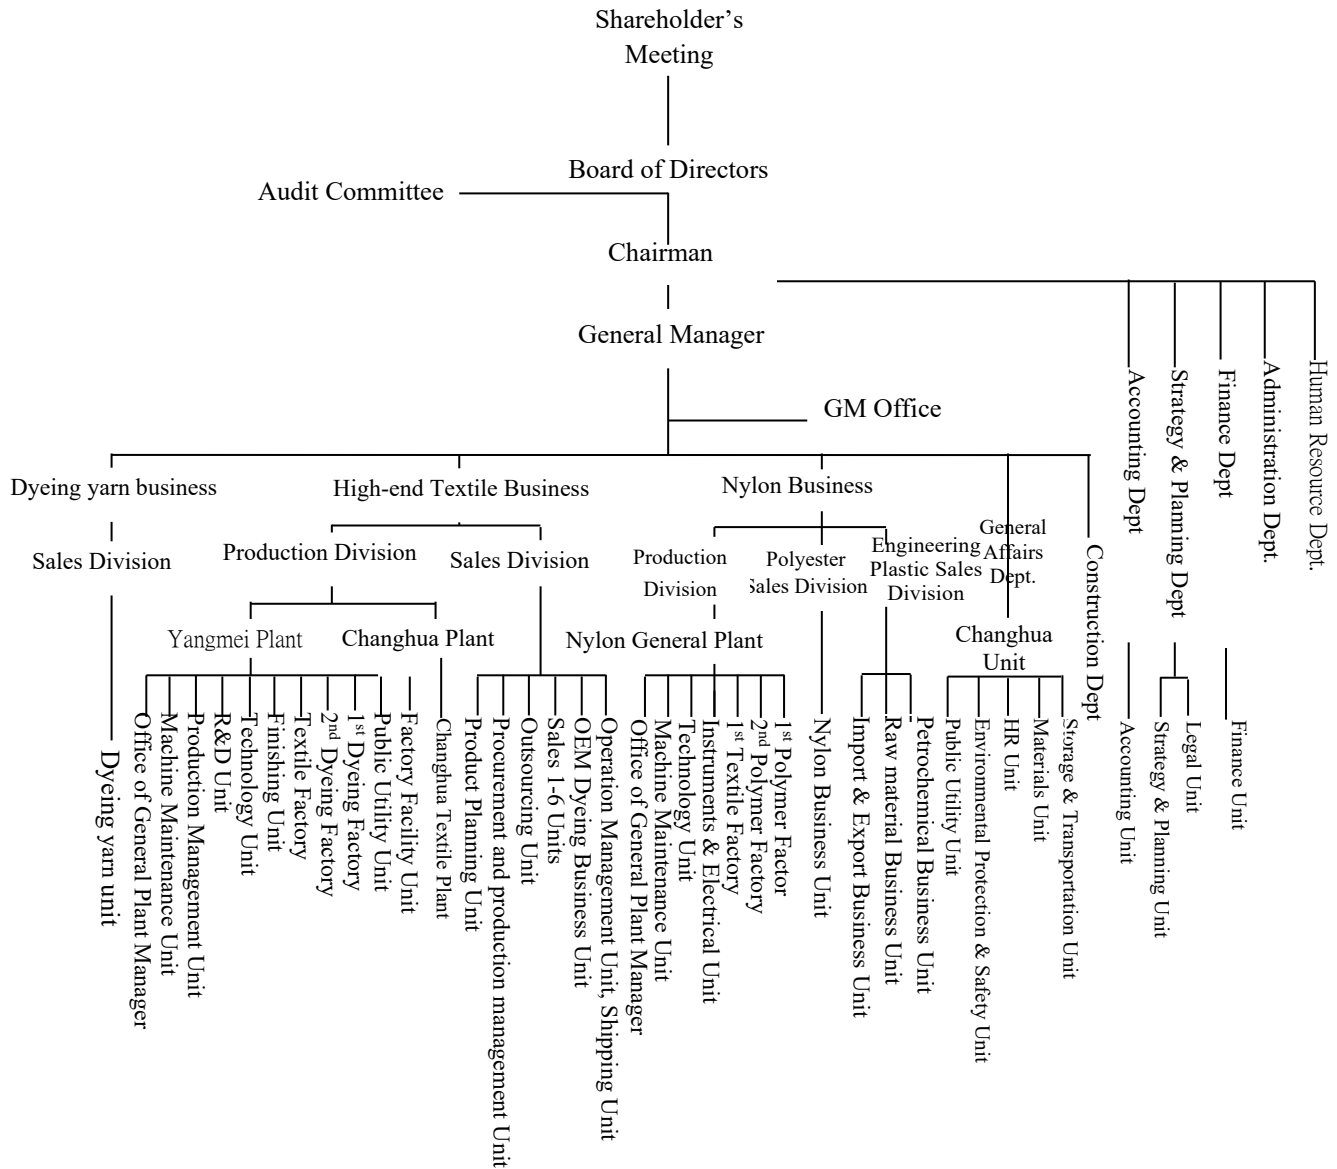 Shareholder's
Meeting
Board of Directors
Audit Committee
Chairman
General Manager
GM Office
Accounting Dept
Strategy & Planning Dept
Finance Dept
Administration Dept.
Human Resource Dept.
Dyeing yarn business
High-end Textile Business
Nylon Business
General
Affairs
Dept.
Construction Dept
Sales Division
Production Division
Sales Division
Production
Division
Polyester
Sales Division
Engineering
Plastic Sales
Division
Yangmei Plant
Changhua Plant
Nylon General Plant
Changhua
Unit
Dyeing yarn unit
Office of General Plant Manager
Machine Maintenance Unit
Production Management Unit
R&D Unit
Technology Unit
Finishing Unit
Textile Factory
2nd Dyeing Factory
1st Dyeing Factory
Public Utility Unit
Factory Facility Unit
Changhua Textile Plant
Product Planning Unit
Procurement and production management Unit
Outsourcing Unit
Sales 1-6 Units
OEM Dyeing Business Unit
Operation Management Unit, Shipping Unit
Office of General Plant Manager
Machine Maintenance Unit
Technology Unit
Instruments & Electrical Unit
1st Textile Factory
2nd Polymer Factory
1st Polymer Factor
Nylon Business Unit
Import & Export Business Unit
Raw material Business Unit
Petrochemical Business Unit
Public Utility Unit
Environmental Protection & Safety Unit
HR Unit
Materials Unit
Storage & Transportation Unit
Accounting Unit
Strategy & Planning Unit
Legal Unit
Finance Unit